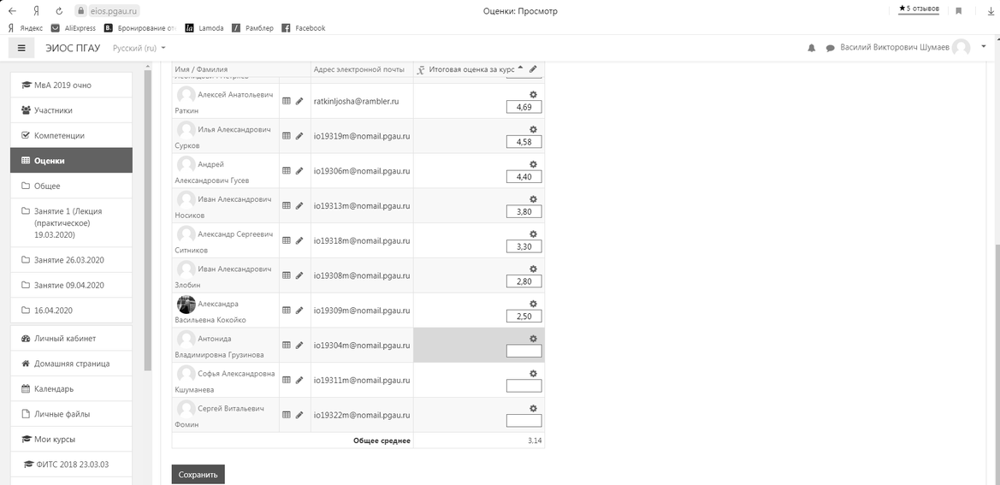 eios.pgau.ru
Оценки: Просмотр
★5 отзывов
Яндекс
AliExpress
Бронирование от
Lamoda
Рамблер
Facebook
ЭИОС ПГАУ
Русский (ru)
Василий Викторович Шумаев
МвА 2019 очно
Участники
Компетенции
Оценки
Общее
Занятие 1 (Лекция
(практическое)
19.03.2020)
Занятие 26.03.2020
Занятие 09.04.2020
16.04.2020
Личный кабинет
Домашняя страница
Календарь
Личные файлы
Мои курсы
ФИТС 2018 23.03.03
Имя / Фамилия
Адрес электронной почты
Итоговая оценка за курс
Алексей Анатольевич
Раткин
ratkinljosha@rambler.ru
4,69
Илья Александрович
Сурков
io19319m@nomail.pgau.ru
4,58
Андрей
Александрович Гусев
io19306m@nomail.pgau.ru
4,40
Иван Александрович
Носиков
io19313m@nomail.pgau.ru
3,80
Александр Сергеевич
Ситников
io19318m@nomail.pgau.ru
3,30
Иван Александрович
Злобин
io19308m@nomail.pgau.ru
2,80
Александра
Васильевна Кокойко
io19309m@nomail.pgau.ru
2,50
Антонида
Владимировна Грузинова
io19304m@nomail.pgau.ru
Софья Александровна
Кшуманева
io19311m@nomail.pgau.ru
Сергей Витальевич
Фомин
io19322m@nomail.pgau.ru
Общее среднее
3,14
Сохранить